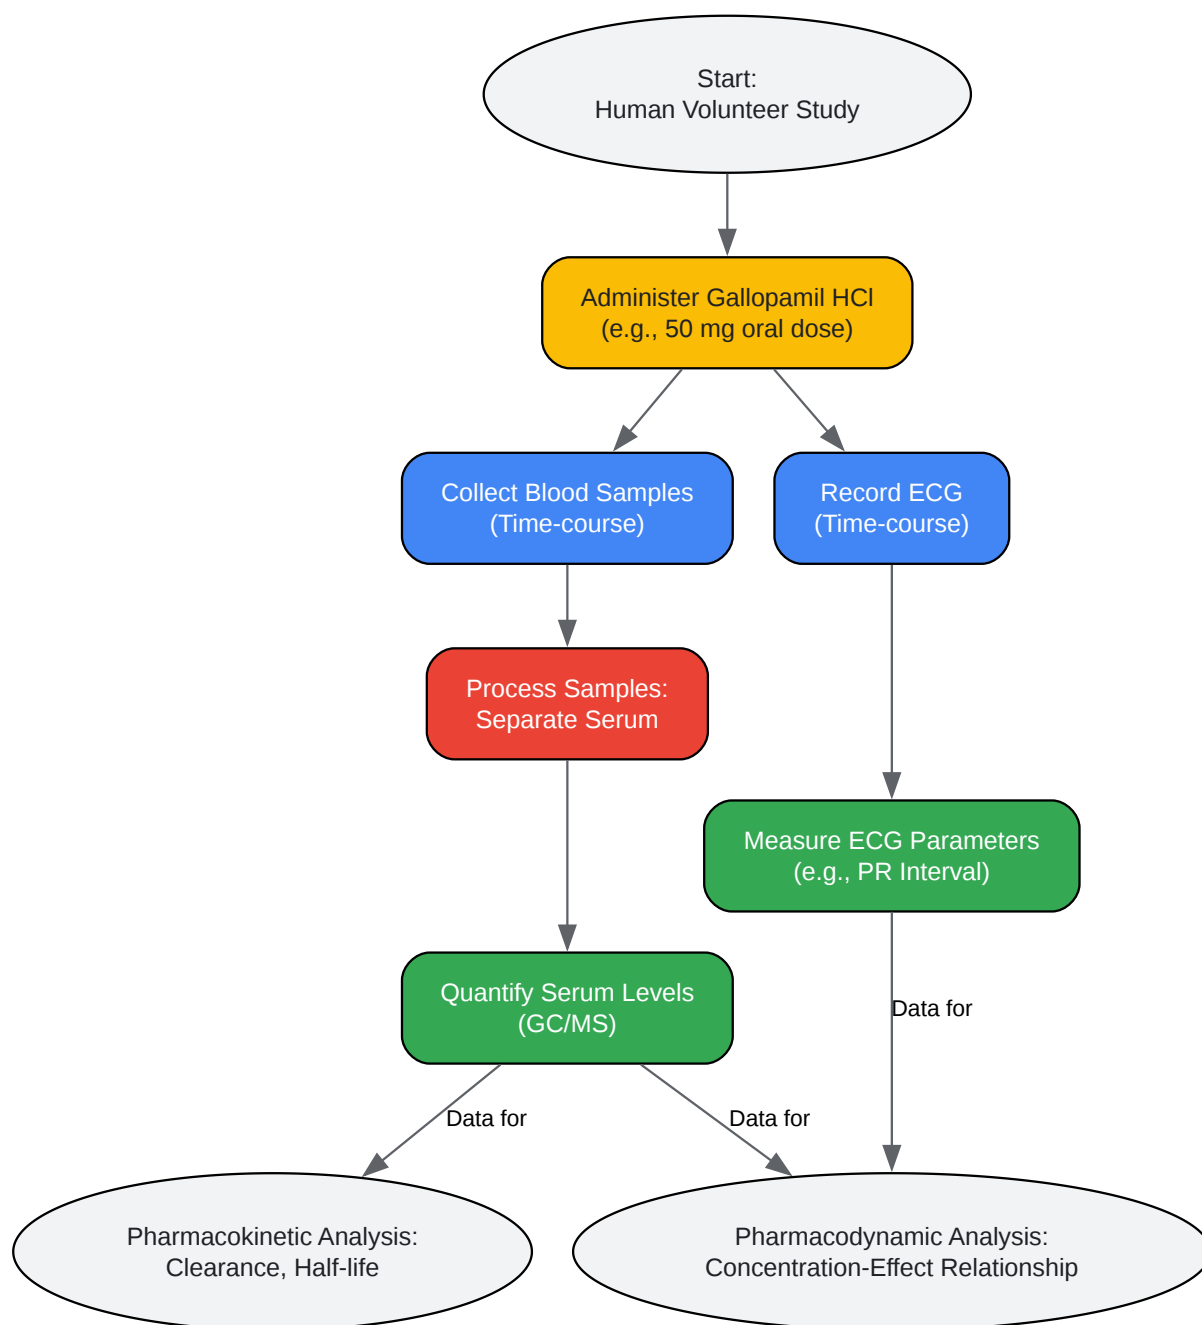 Start:
Human Volunteer Study
Administer Gallopamil HCl
(e.g., 50 mg oral dose)
Collect Blood Samples
(Time-course)
Record ECG
(Time-course)
Process Samples:
Separate Serum
Measure ECG Parameters
(e.g., PR Interval)
Quantify Serum Levels
(GC/MS)
Data for
Data for
Data for
Pharmacokinetic Analysis:
Clearance, Half-life
Pharmacodynamic Analysis:
Concentration-Effect Relationship